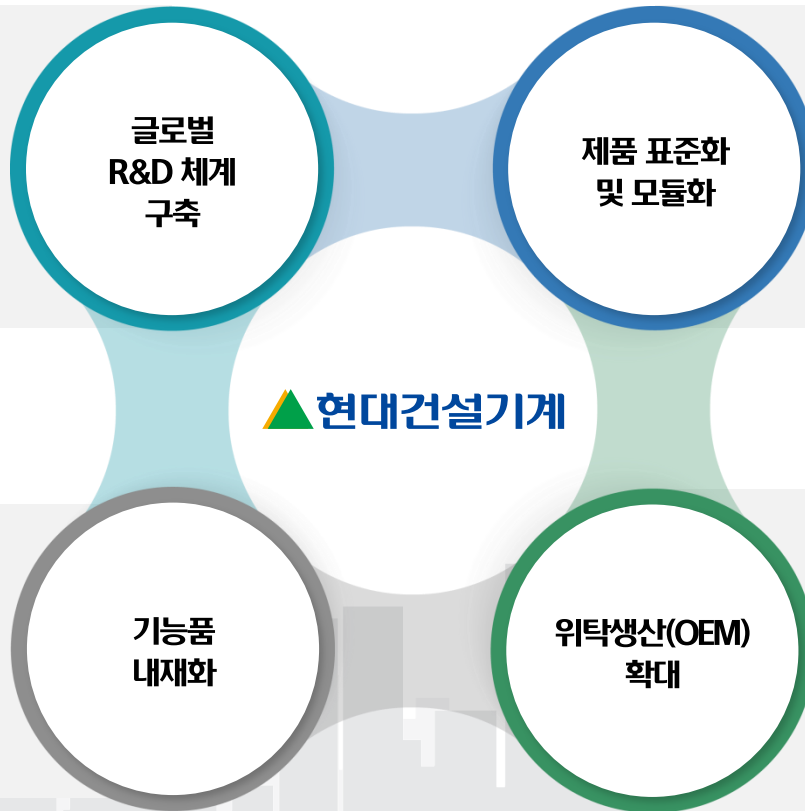 글로벌
R&D 체계
구축
제품 표준화
및 모듈화
현대건설기계
기능품
내재화
위탁생산(OEM)
확대